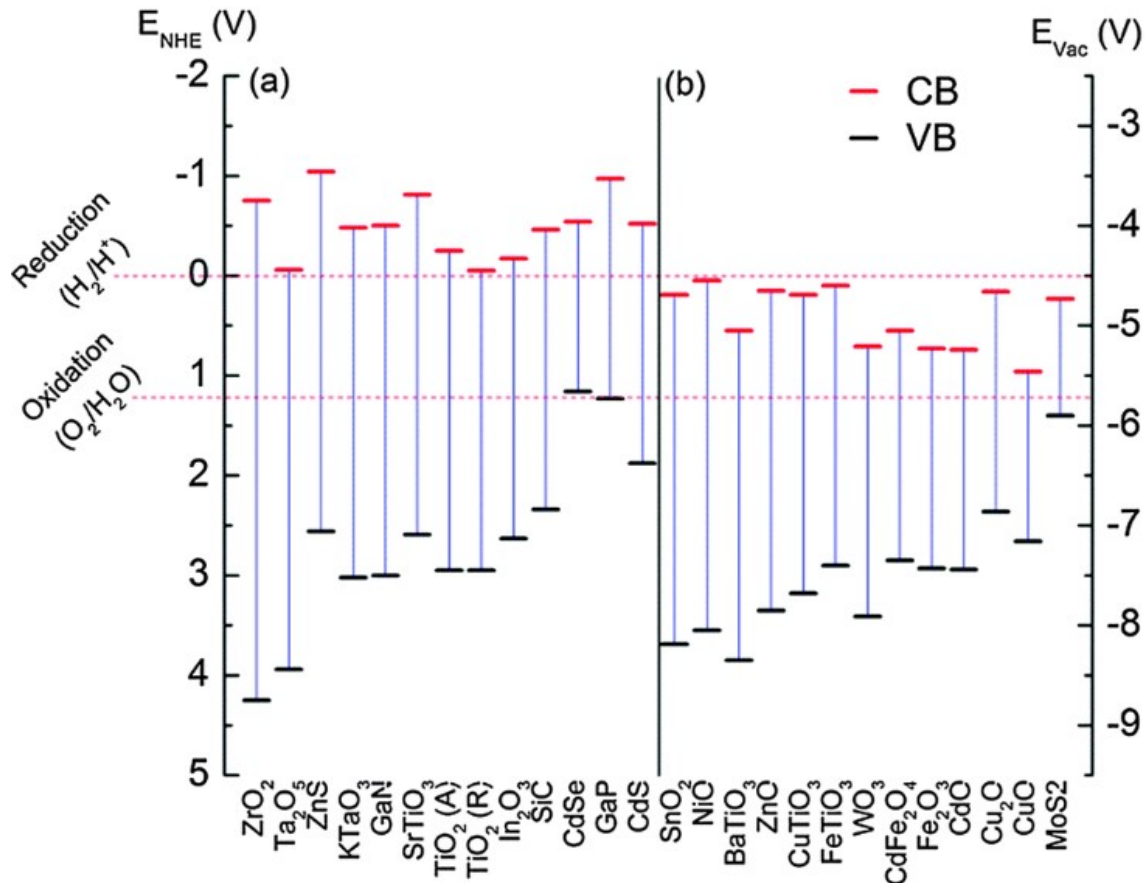 E_NHE (V)
E_Vac (V)
(a)
(b)
CB
VB
-2
-1
0
1
2
3
4
5
-3
-4
-5
-6
-7
-8
-9
Reduction
(H₂/H⁺)
Oxidation
(O₂/H₂O)
ZrO₂
Ta₂O₅
ZnS
KTaO₃
GaN
SrTiO₃
TiO₂ (A)
TiO₂ (R)
In₂O₃
SiC
CdSe
GaP
CdS
SnO₂
NiO
BaTiO₃
ZnO
CuTiO₃
FeTiO₃
WO₃
CdFe₂O₄
Fe₂O₃
CdO
Cu₂O
CuO
MoS2